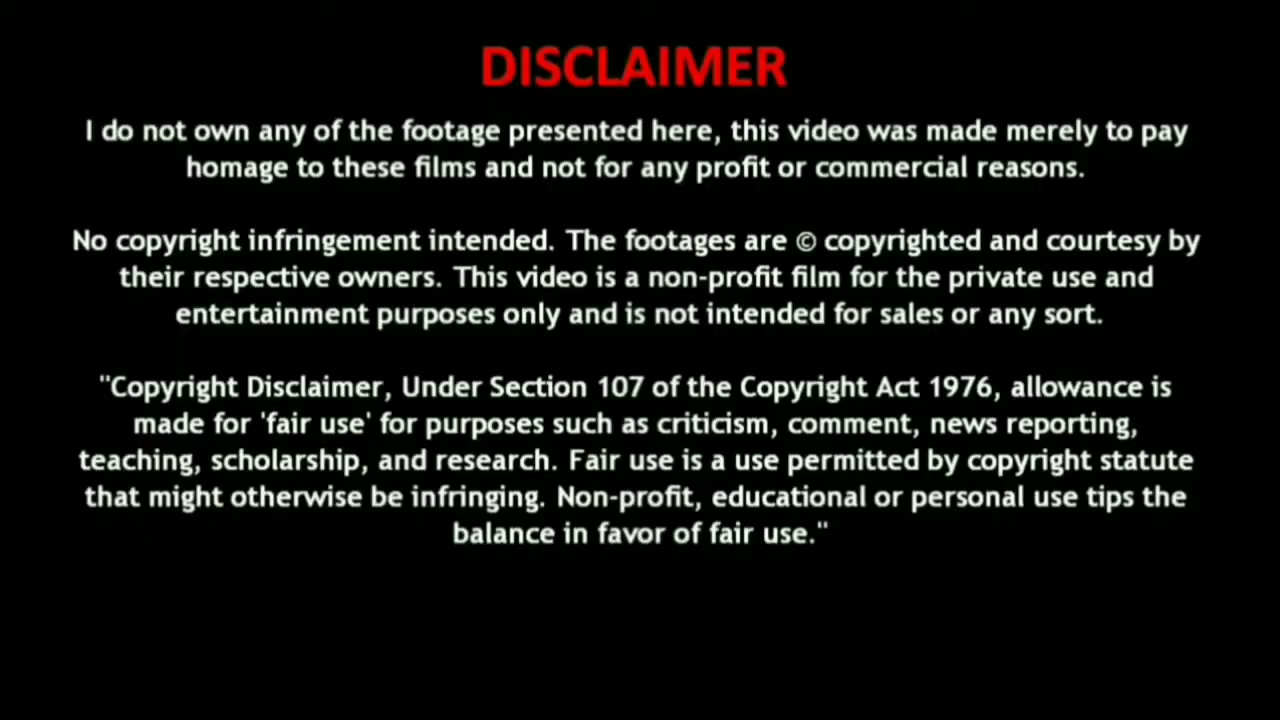 DISCLAIMER
I do not own any of the footage presented here, this video was made merely to pay
homage to these films and not for any profit or commercial reasons.
No copyright infringement intended. The footages are © copyrighted and courtesy by
their respective owners. This video is a non-profit film for the private use and
entertainment purposes only and is not intended for sales or any sort.
"Copyright Disclaimer, Under Section 107 of the Copyright Act 1976, allowance is
made for 'fair use' for purposes such as criticism, comment, news reporting,
teaching, scholarship, and research. Fair use is a use permitted by copyright statute
that might otherwise be infringing. Non-profit, educational or personal use tips the
balance in favor of fair use."